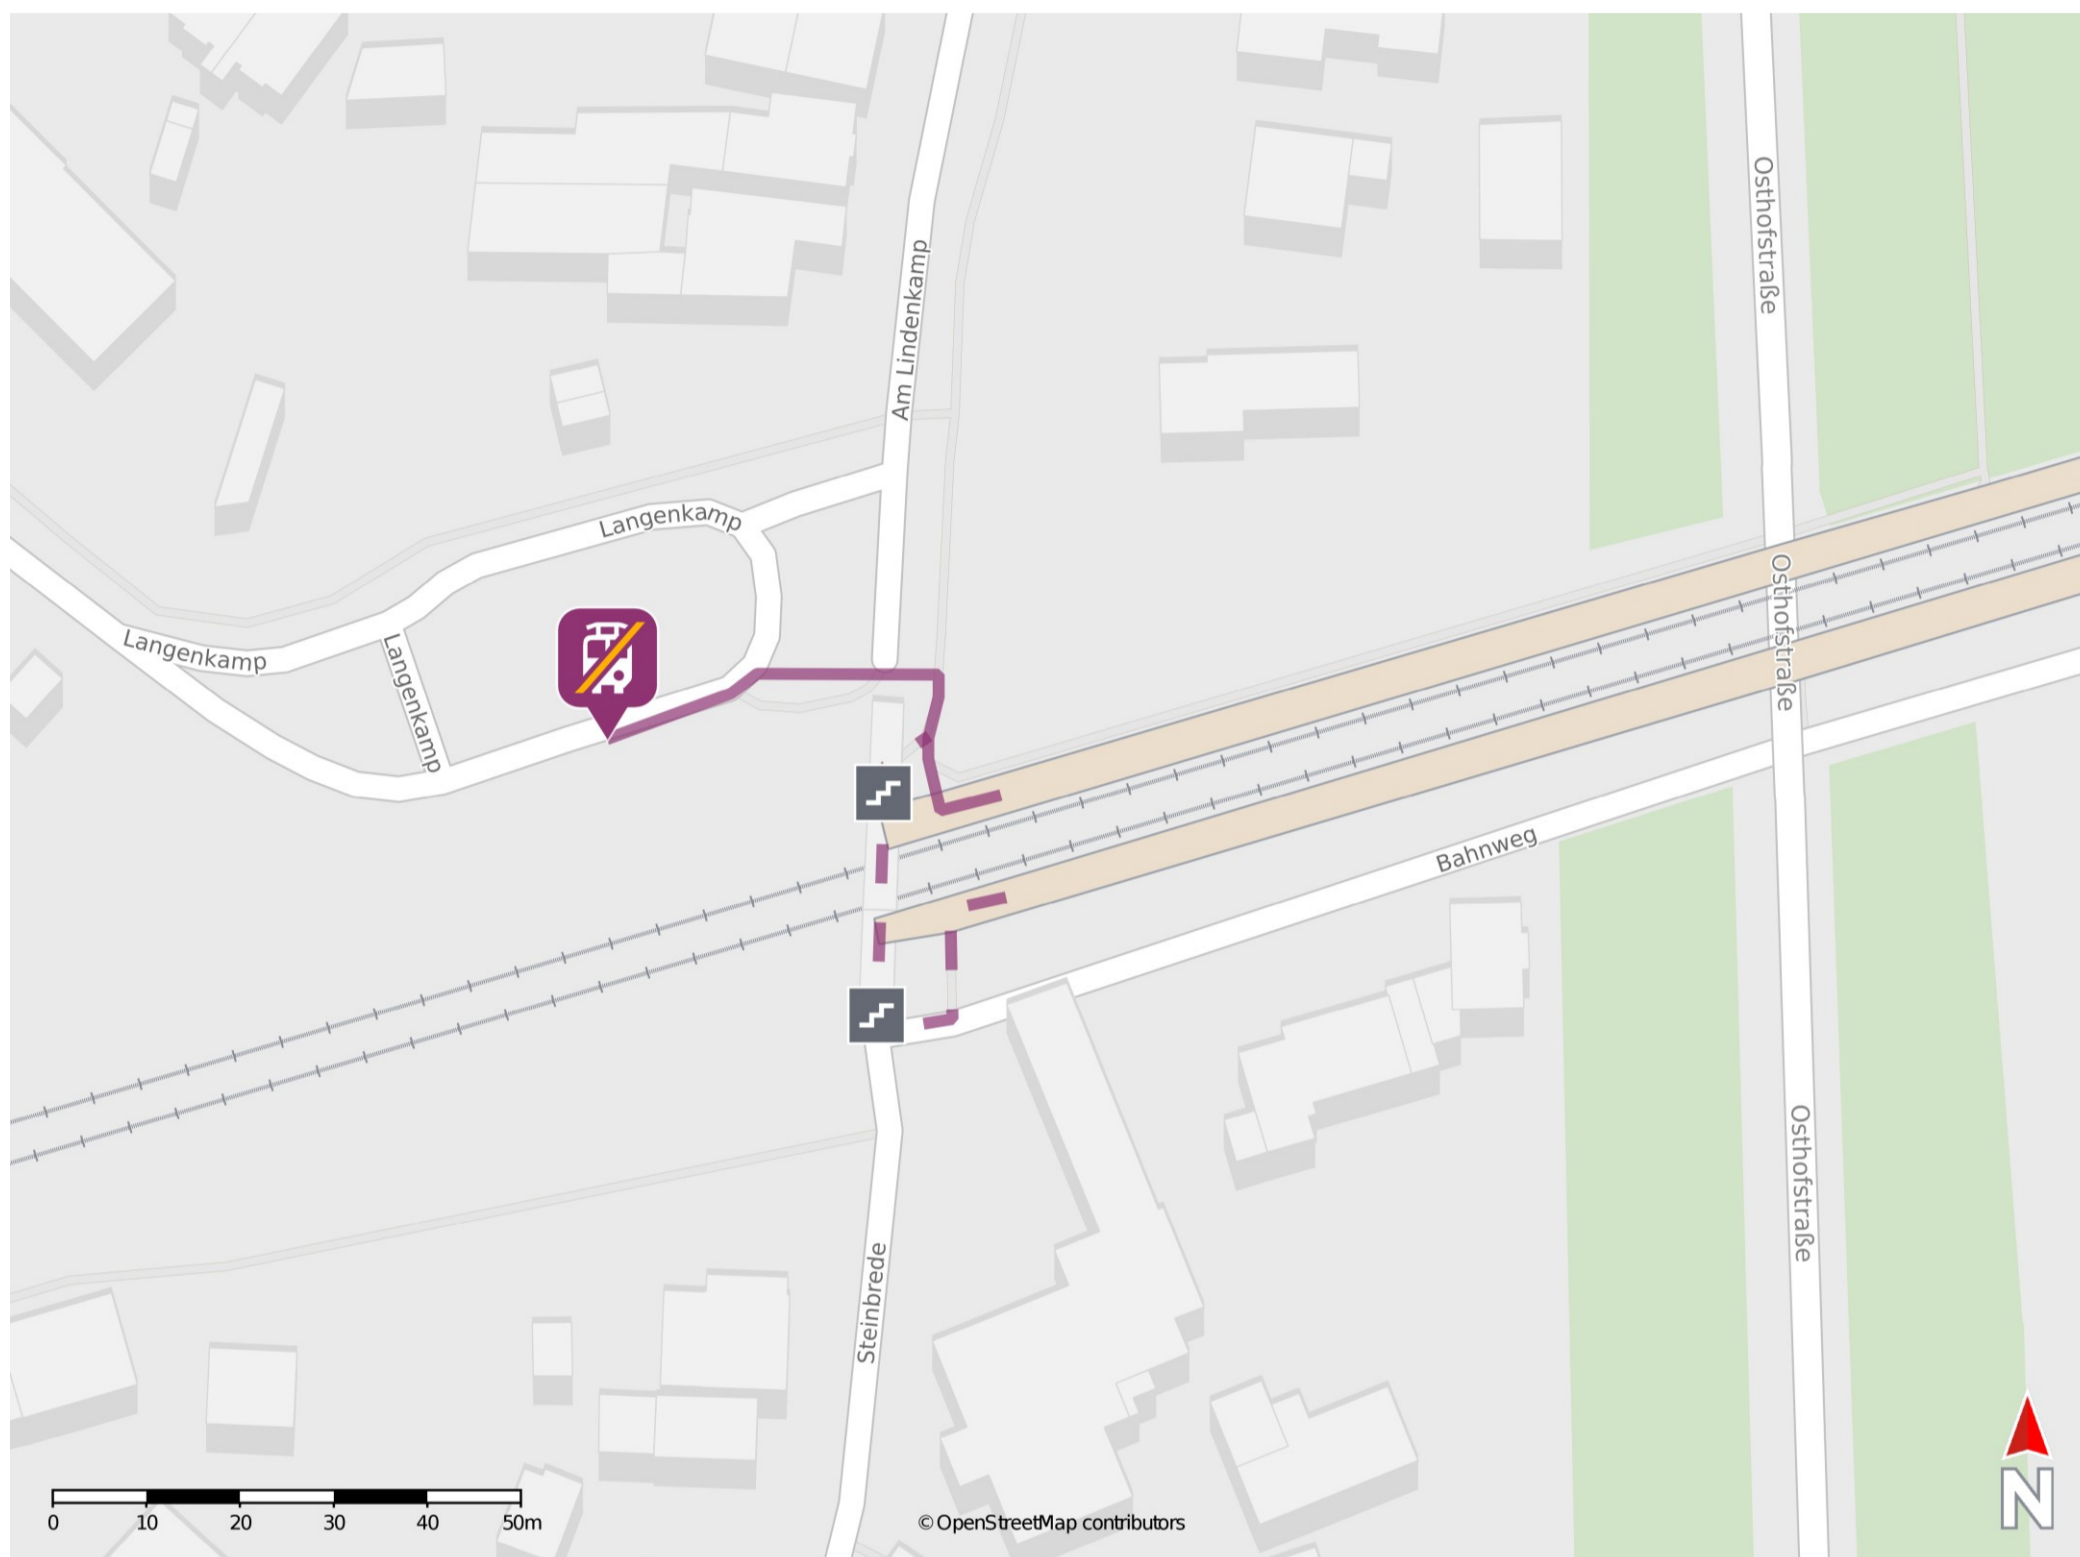 Osthofstraße
Am Lindenkamp
Langenkamp
Langenkamp
Langenkamp
Osthofstraße
Bahnweg
Osthofstraße
Steinbrede
0 10 20 30 40 50m
© OpenStreetMap contributors
N